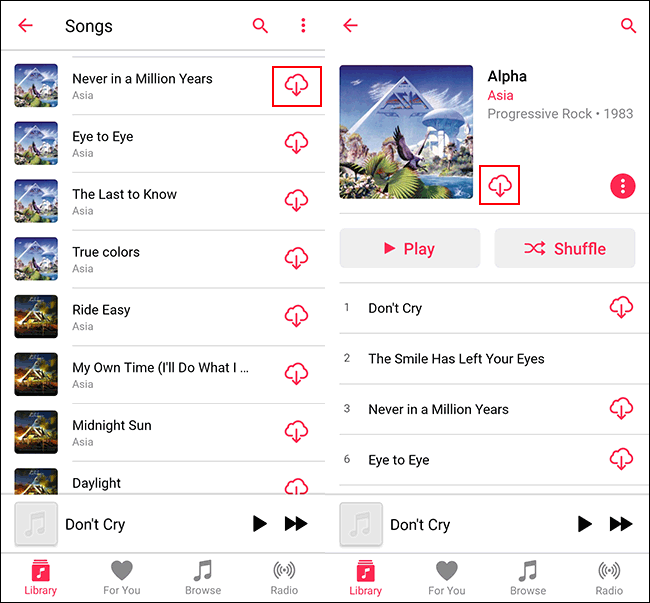 Songs
Never in a Million Years
Asia
Eye to Eye
Asia
The Last to Know
Asia
True colors
Asia
Ride Easy
Asia
My Own Time (I'll Do What I ...
Asia
Midnight Sun
Asia
Daylight
Don't Cry
Library
For You
Browse
Radio
Alpha
Asia
Progressive Rock • 1983
Play
Shuffle
1 Don't Cry
2 The Smile Has Left Your Eyes
3 Never in a Million Years
6 Eye to Eye
Don't Cry
Library
For You
Browse
Radio